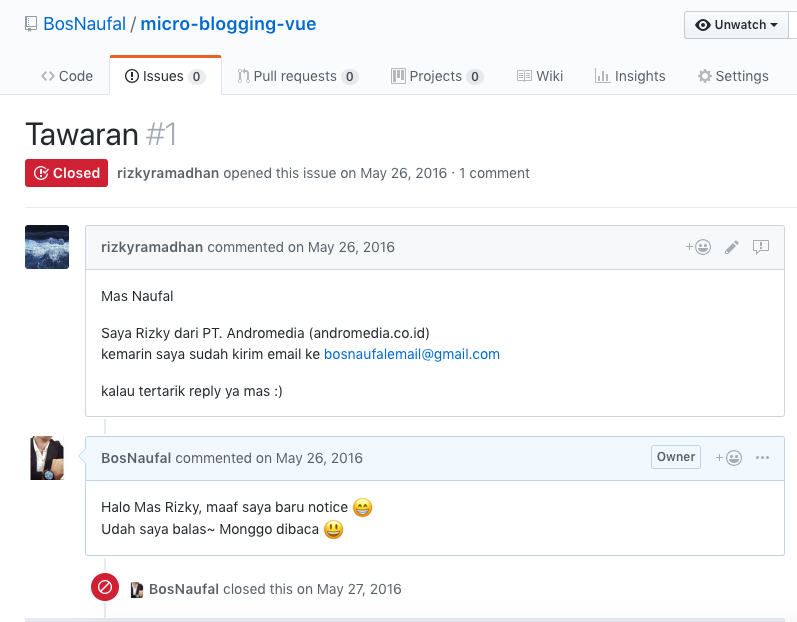 BosNaufal / micro-blogging-vue
Unwatch
Code
Issues 0
Pull requests 0
Projects 0
Wiki
Insights
Settings
Tawaran #1
Closed
rizkyramadhan opened this issue on May 26, 2016 · 1 comment
rizkyramadhan commented on May 26, 2016
Mas Naufal
Saya Rizky dari PT. Andromedia (andromedia.co.id)
kemarin saya sudah kirim email ke bosnaufalemail@gmail.com
kalau tertarik reply ya mas :)
BosNaufal commented on May 26, 2016
Owner
Halo Mas Rizky, maaf saya baru notice 😁
Udah saya balas~ Monggo dibaca 😃
BosNaufal closed this on May 27, 2016